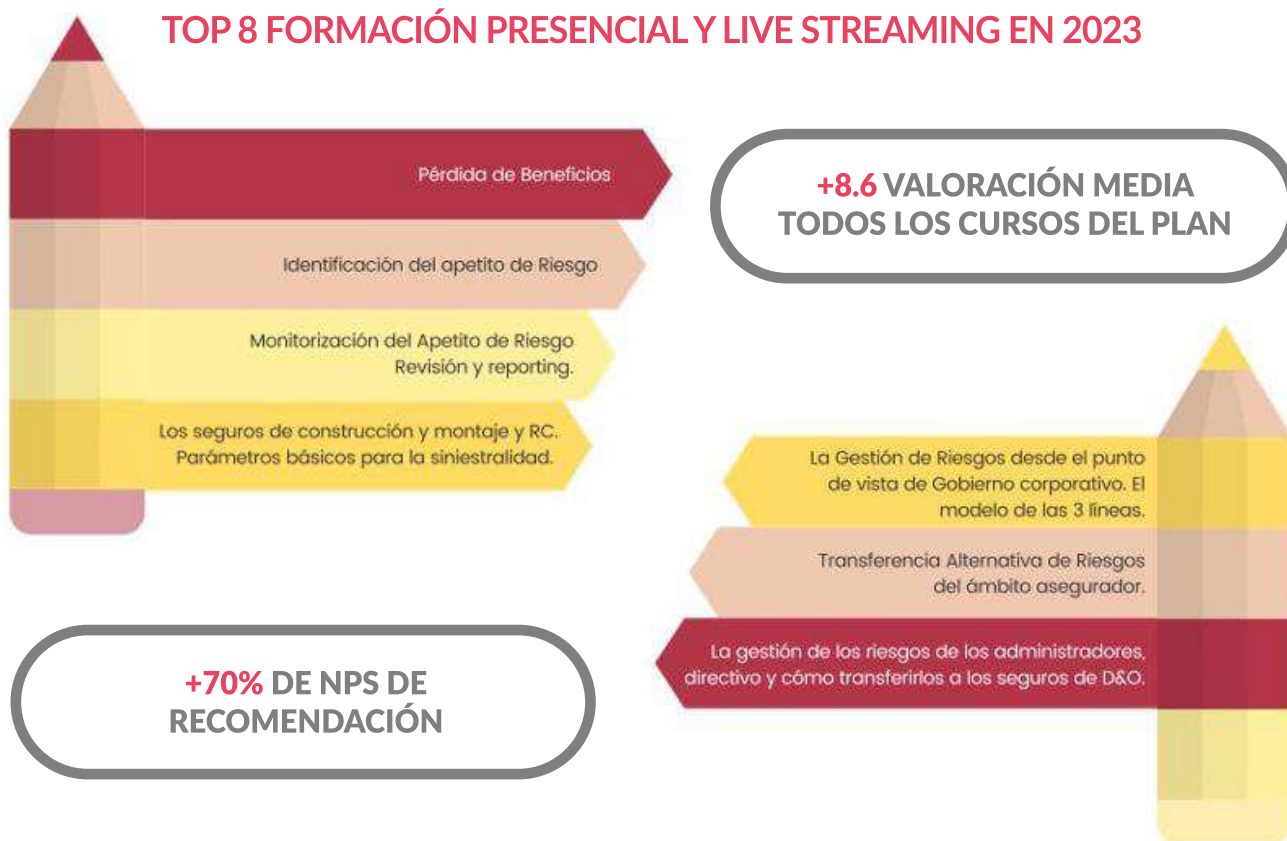 TOP 8 FORMACIÓN PRESENCIAL Y LIVE STREAMING EN 2023
Pérdida de Beneficios
Identificación del apetito de Riesgo
Monitorización del Apetito de Riesgo
Revisión y reporting.
Los seguros de construcción y montaje y RC.
Parámetros básicos para la siniestralidad.
+8.6 VALORACIÓN MEDIA
TODOS LOS CURSOS DEL PLAN
La Gestión de Riesgos desde el punto
de vista de Gobierno corporativo. El
modelo de las 3 líneas.
Transferencia Alternativa de Riesgos
del ámbito asegurador.
La gestión de los riesgos de los administradores,
directivo y cómo transferirlos a los seguros de D&O.
+70% DE NPS DE
RECOMENDACIÓN